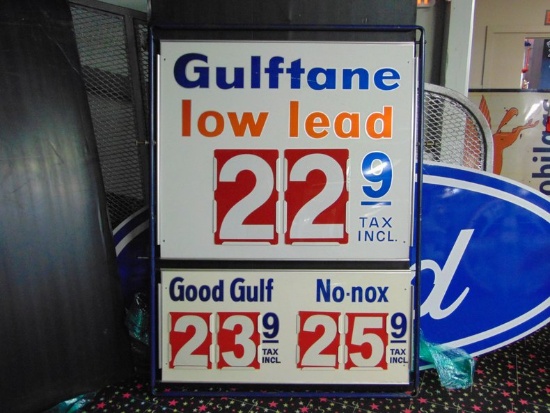 Gulftane
low lead
22 9
TAX
INCL.
Good Gulf No-nox
23 9 TAX INCL. 25 9 TAX INCL.